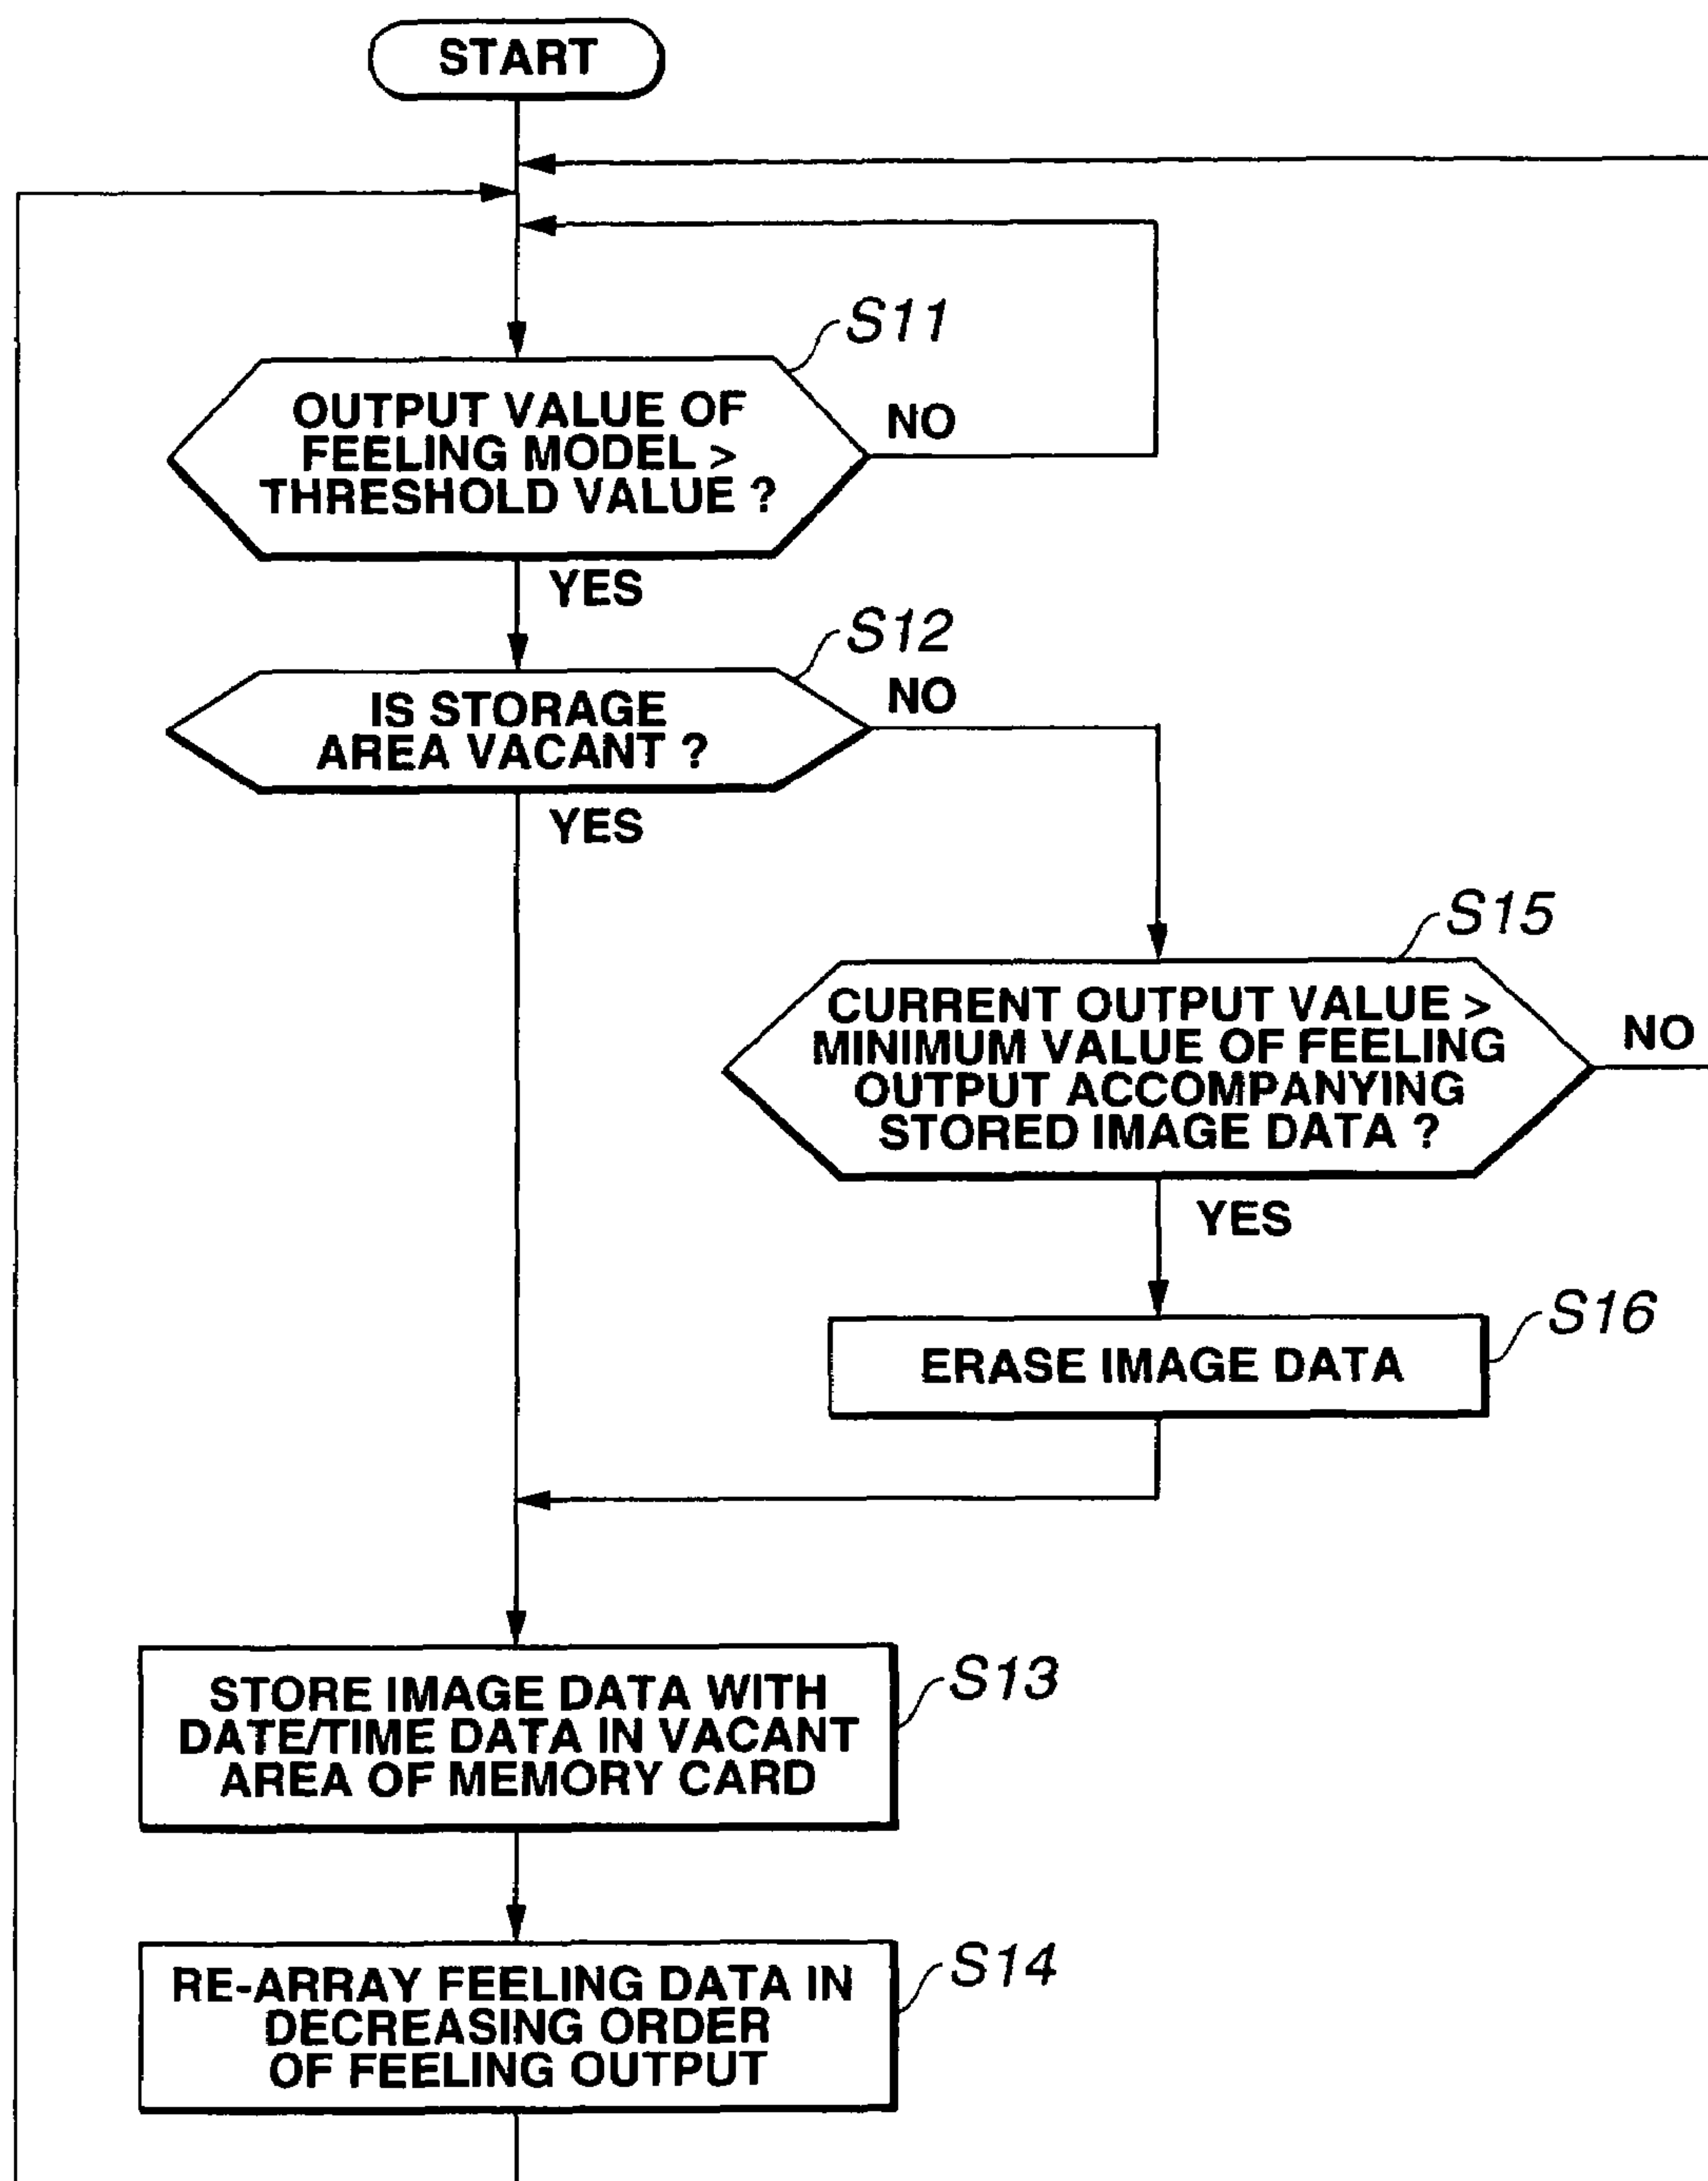 START
S11
OUTPUT VALUE OF
FEELING MODEL >
THRESHOLD VALUE ?
NO
YES
S12
IS STORAGE
AREA VACANT ?
NO
YES
S15
CURRENT OUTPUT VALUE >
MINIMUM VALUE OF FEELING
OUTPUT ACCOMPANYING
STORED IMAGE DATA ?
NO
YES
S16
ERASE IMAGE DATA
S13
STORE IMAGE DATA WITH
DATE/TIME DATA IN VACANT
AREA OF MEMORY CARD
S14
RE-ARRAY FEELING DATA IN
DECREASING ORDER
OF FEELING OUTPUT